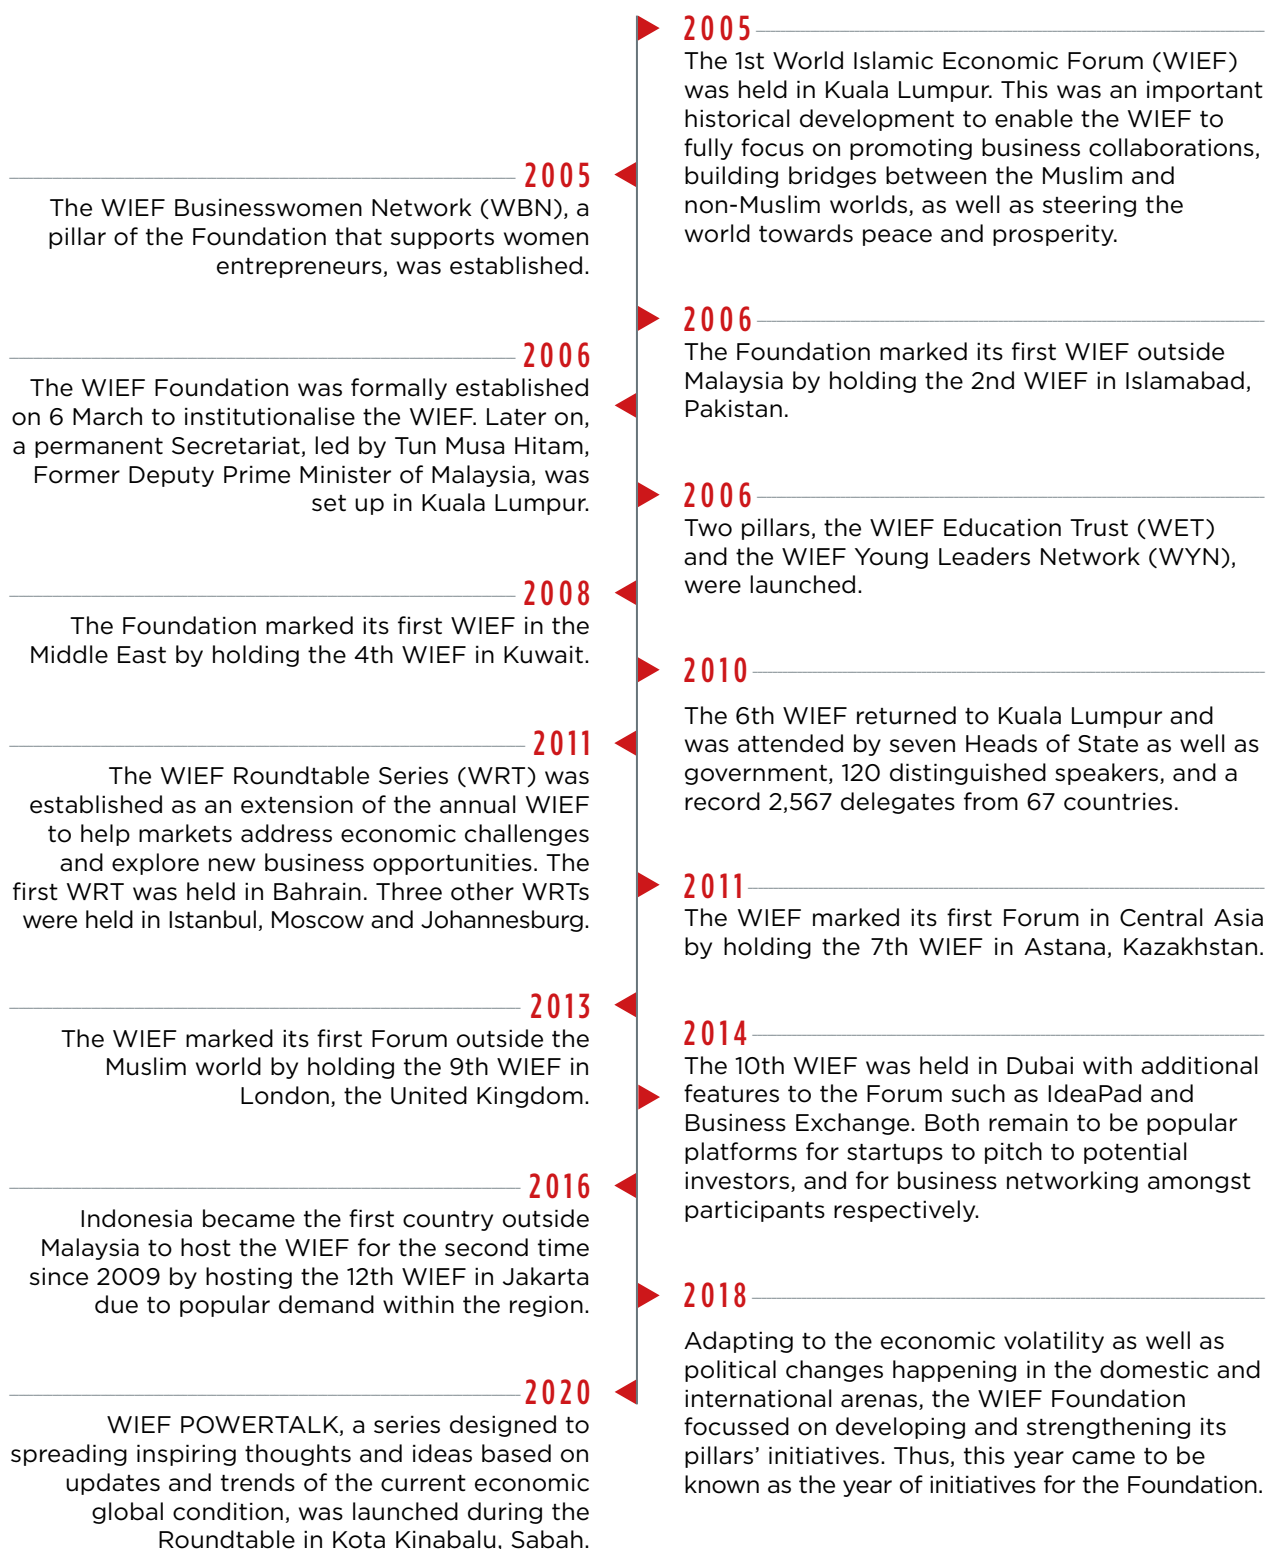 2005
The 1st World Islamic Economic Forum (WIEF)
was held in Kuala Lumpur. This was an important
historical development to enable the WIEF to
fully focus on promoting business collaborations,
building bridges between the Muslim and
non-Muslim worlds, as well as steering the
world towards peace and prosperity.
2005
The WIEF Businesswomen Network (WBN), a
pillar of the Foundation that supports women
entrepreneurs, was established.
2006
The Foundation marked its first WIEF outside
Malaysia by holding the 2nd WIEF in Islamabad,
Pakistan.
2006
The WIEF Foundation was formally established
on 6 March to institutionalise the WIEF. Later on,
a permanent Secretariat, led by Tun Musa Hitam,
Former Deputy Prime Minister of Malaysia, was
set up in Kuala Lumpur.
2006
Two pillars, the WIEF Education Trust (WET)
and the WIEF Young Leaders Network (WYN),
were launched.
2008
The Foundation marked its first WIEF in the
Middle East by holding the 4th WIEF in Kuwait.
2010
The 6th WIEF returned to Kuala Lumpur and
was attended by seven Heads of State as well as
government, 120 distinguished speakers, and a
record 2,567 delegates from 67 countries.
2011
The WIEF Roundtable Series (WRT) was
established as an extension of the annual WIEF
to help markets address economic challenges
and explore new business opportunities. The
first WRT was held in Bahrain. Three other WRTs
were held in Istanbul, Moscow and Johannesburg.
2011
The WIEF marked its first Forum in Central Asia
by holding the 7th WIEF in Astana, Kazakhstan.
2013
The WIEF marked its first Forum outside the
Muslim world by holding the 9th WIEF in
London, the United Kingdom.
2014
The 10th WIEF was held in Dubai with additional
features to the Forum such as IdeaPad and
Business Exchange. Both remain to be popular
platforms for startups to pitch to potential
investors, and for business networking amongst
participants respectively.
2016
Indonesia became the first country outside
Malaysia to host the WIEF for the second time
since 2009 by hosting the 12th WIEF in Jakarta
due to popular demand within the region.
2018
Adapting to the economic volatility as well as
political changes happening in the domestic and
international arenas, the WIEF Foundation
focussed on developing and strengthening its
pillars' initiatives. Thus, this year came to be
known as the year of initiatives for the Foundation.
2020
WIEF POWERTALK, a series designed to
spreading inspiring thoughts and ideas based on
updates and trends of the current economic
global condition, was launched during the
Roundtable in Kota Kinabalu, Sabah.